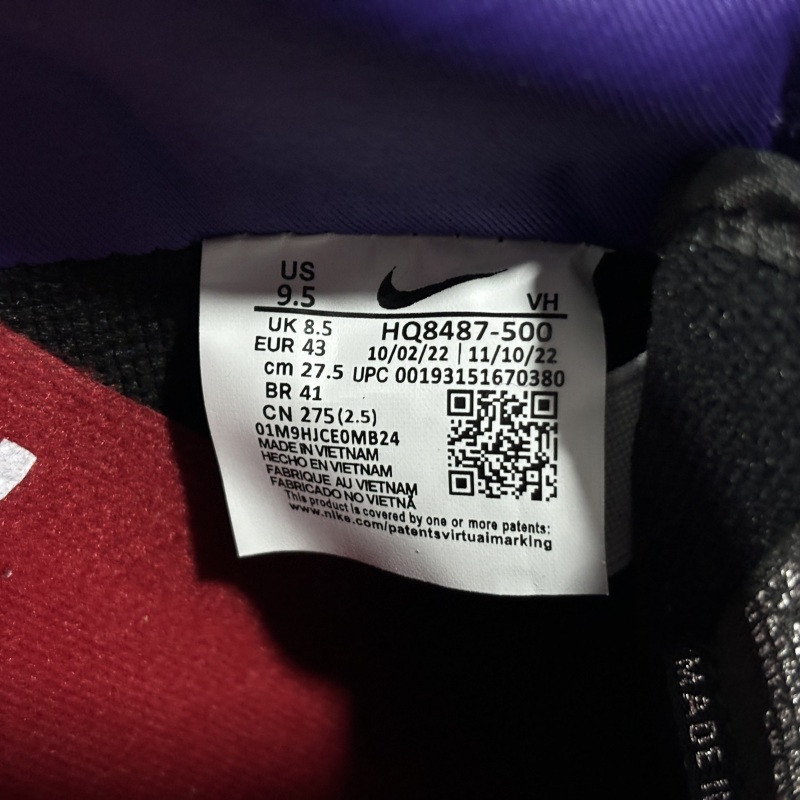 US
9.5
VH
UK 8.5
HQ8487-500
EUR 43
10/02/22 | 11/10/22
cm 27.5
UPC 00193151670380
BR 41
CN 275(2.5)
01M9HJCE0MB24
MADE IN VIETNAM
HECHO EN VIETNAM
FABRIQUE AU VIETNAM
FABRICADO NO VIETNÃ
This product is covered by one or more patents:
www.nike.com/patentsvirtualmarking
MADE I